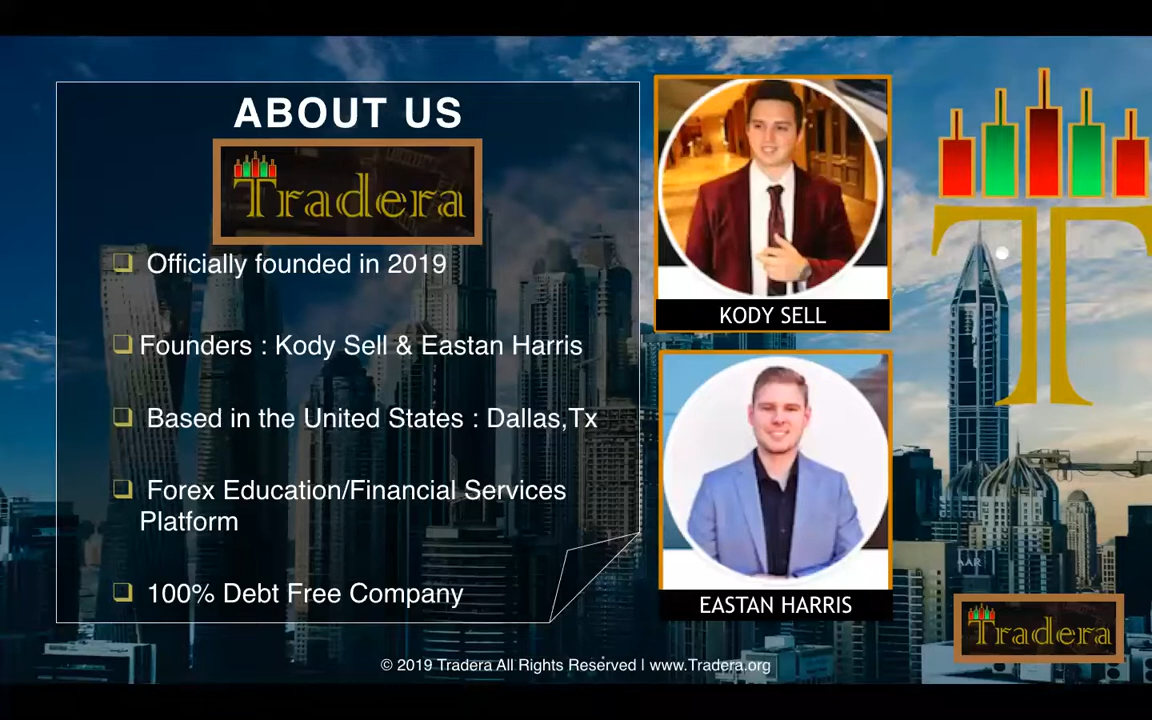 ABOUT US
Tradera
Officially founded in 2019
Founders : Kody Sell & Eastan Harris
Based in the United States : Dallas,Tx
Forex Education/Financial Services
Platform
100% Debt Free Company
KODY SELL
EASTAN HARRIS
T
Tradera
© 2019 Tradera All Rights Reserved | www.Tradera.org